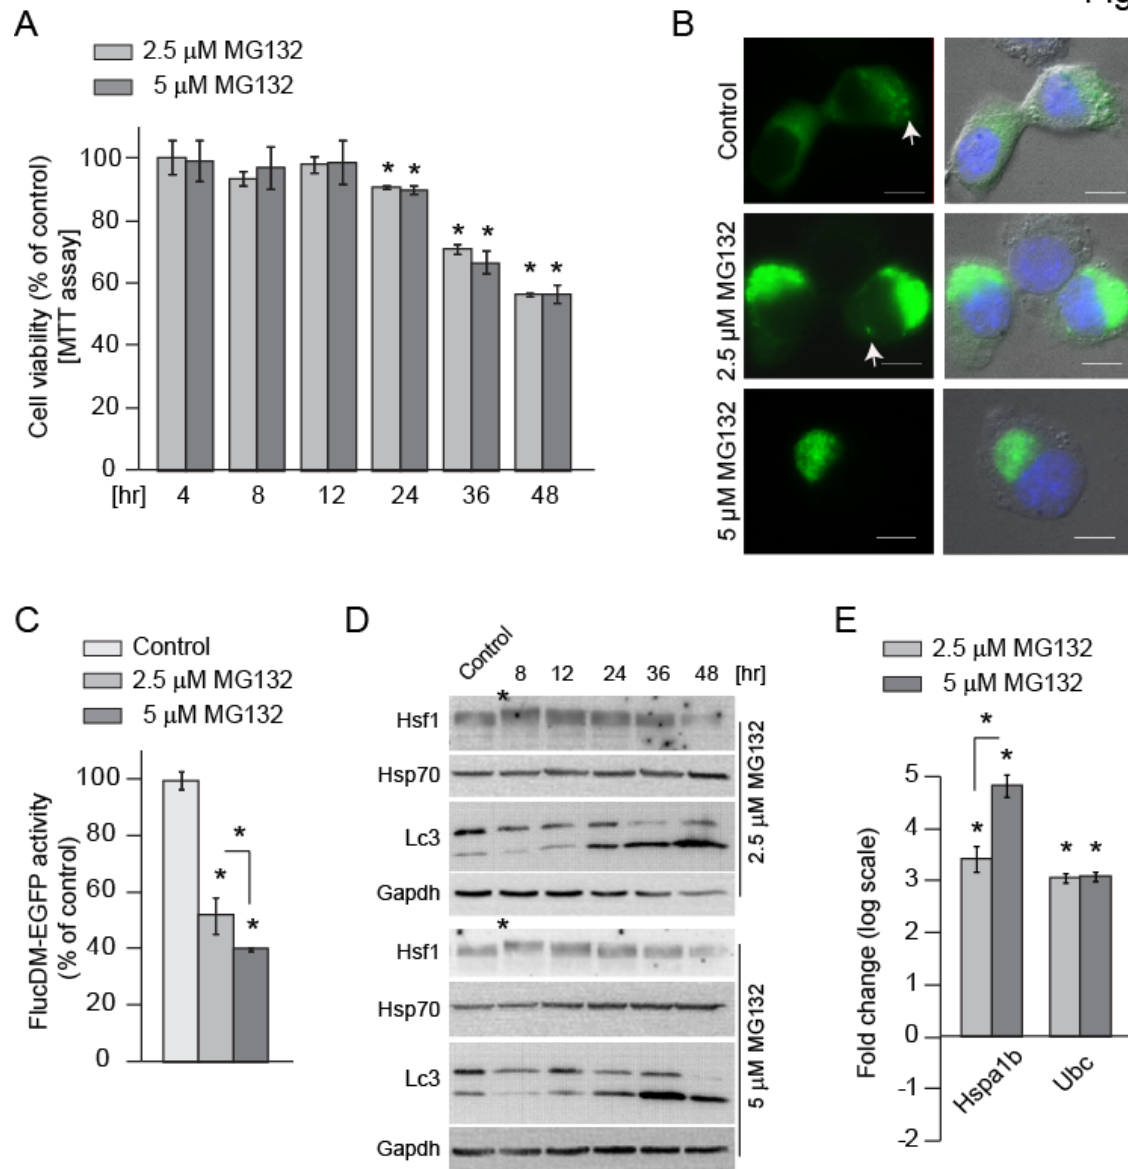 Fig
A
2.5 µM MG132
5 µM MG132
Cell viability (% of control)
[MTT assay]
100
80
60
40
20
0
* *
* *
* *
[hr] 4 8 12 24 36 48
B
Control
2.5 µM MG132
5 µM MG132
C
Control
2.5 µM MG132
5 µM MG132
FlucDM-EGFP activity
(% of control)
100
80
60
40
20
0
*
*
*
D
Control 8 12 24 36 48 [hr]
*
Hsf1
Hsp70
Lc3
Gapdh
2.5 µM MG132
*
Hsf1
Hsp70
Lc3
Gapdh
5 µM MG132
E
2.5 µM MG132
5 µM MG132
Fold change (log scale)
5
4
3
2
1
0
-1
-2
*
*
*
* *
Hspa1b
Ubc